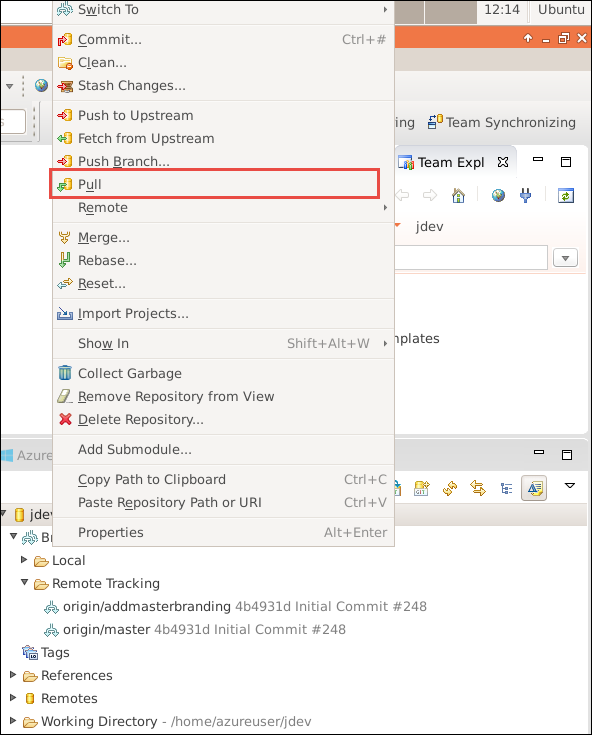 Switch To
12:14 Ubuntu
Commit... Ctrl+#
Clean...
Stash Changes...
Push to Upstream
ing Team Synchronizing
Fetch from Upstream
Push Branch...
Team Expl
Pull
Remote
jdev
Merge...
Rebase...
Reset...
Import Projects...
Show In Shift+Alt+W
nplates
Collect Garbage
Remove Repository from View
Delete Repository...
Add Submodule...
Azure
Copy Path to Clipboard Ctrl+C
Paste Repository Path or URI Ctrl+V
jdev
Properties Alt+Enter
Br
Local
Remote Tracking
origin/addmasterbranding 4b4931d Initial Commit #248
origin/master 4b4931d Initial Commit #248
Tags
References
Remotes
Working Directory - /home/azureuser/jdev